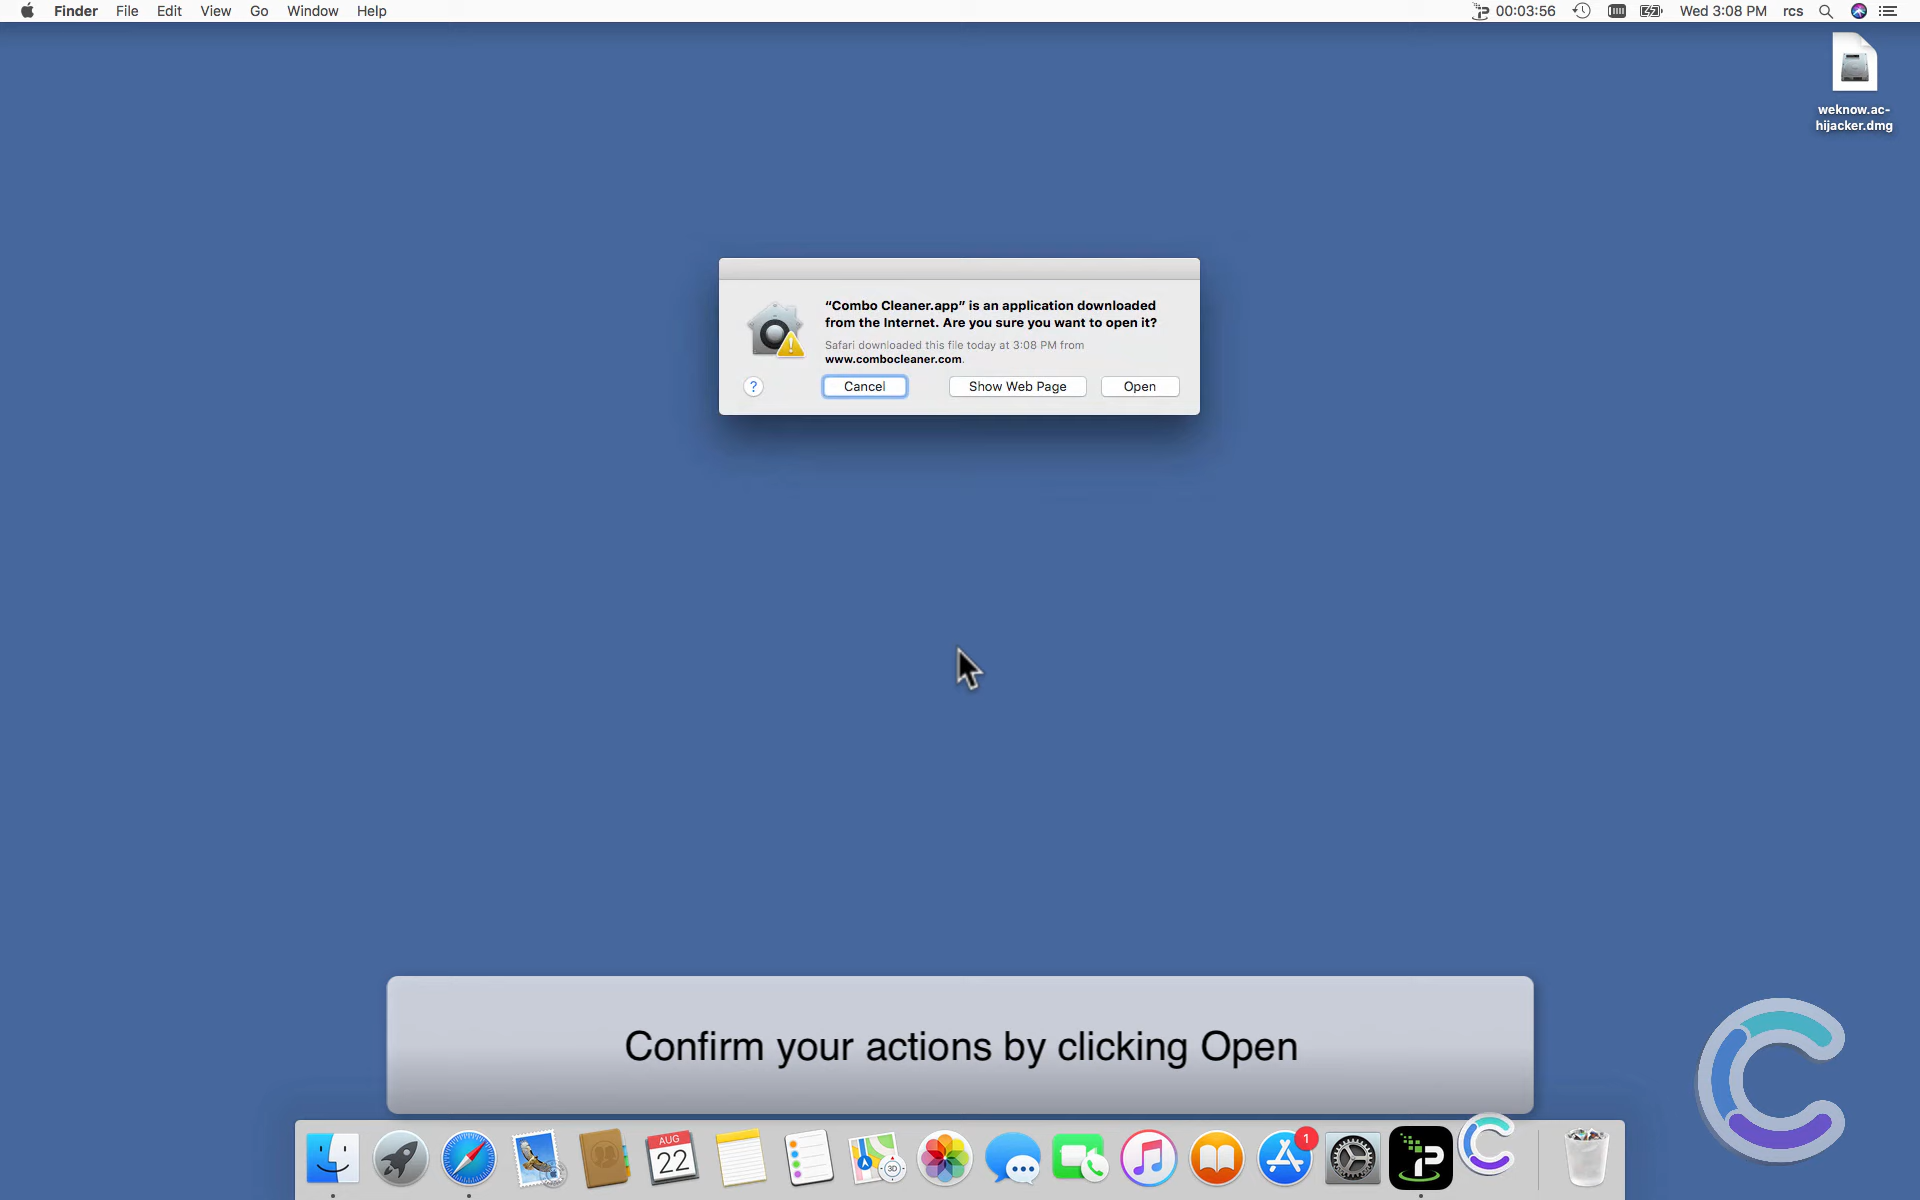 Finder File Edit View Go Window Help 00:03:56 Wed 3:08 PM rcs
weknow.ac-
hijacker.dmg
“Combo Cleaner.app” is an application downloaded
from the Internet. Are you sure you want to open it?
Safari downloaded this file today at 3:08 PM from
www.combocleaner.com.
? Cancel Show Web Page Open
Confirm your actions by clicking Open
AUG
22
3D
1